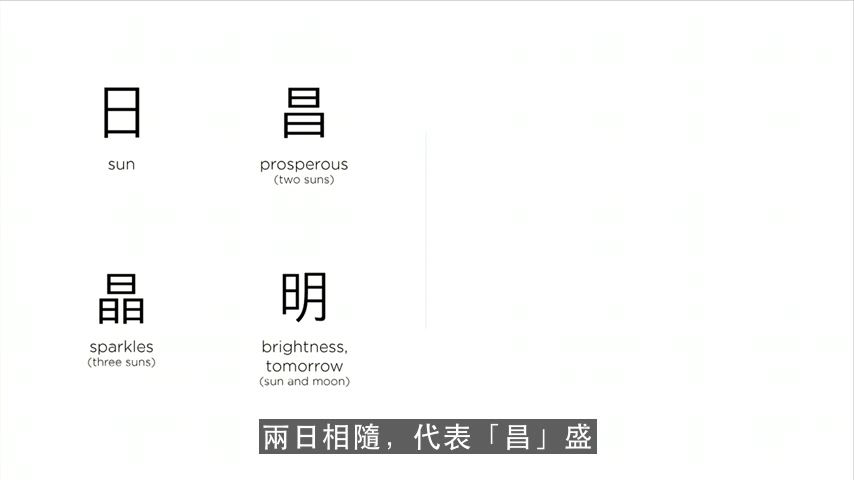 日
sun
昌
prosperous
(two suns)
晶
sparkles
(three suns)
明
brightness,
tomorrow
(sun and moon)
兩日相隨，代表「昌」盛